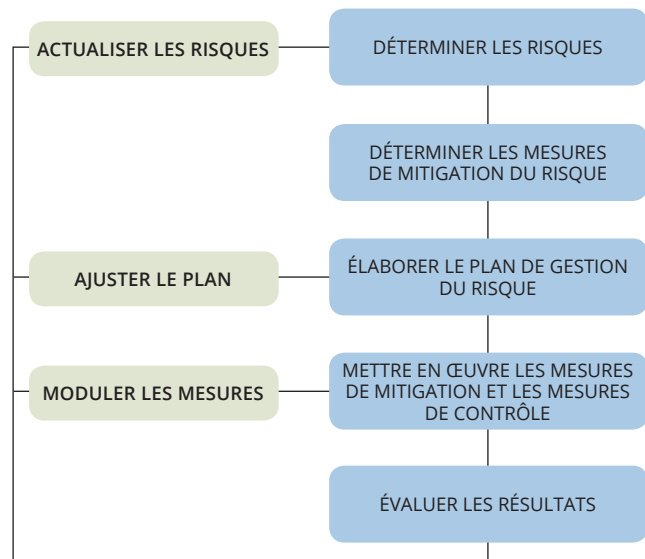 ACTUALISER LES RISQUES
DÉTERMINER LES RISQUES
DÉTERMINER LES MESURES
DE MITIGATION DU RISQUE
AJUSTER LE PLAN
ÉLABORER LE PLAN DE GESTION
DU RISQUE
MODULER LES MESURES
METTRE EN ŒUVRE LES MESURES
DE MITIGATION ET LES MESURES
DE CONTRÔLE
ÉVALUER LES RÉSULTATS